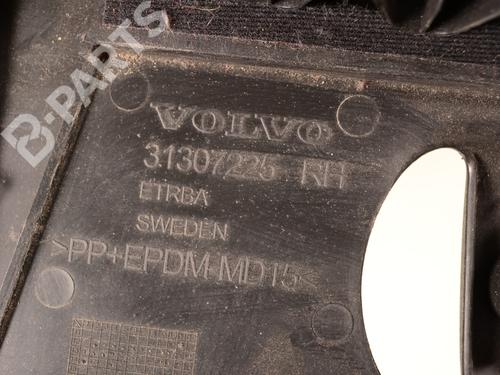 B-PARTS
VOLVO
31307225 RH
ETRBA
SWEDEN
>PP+EPDM-MD15<